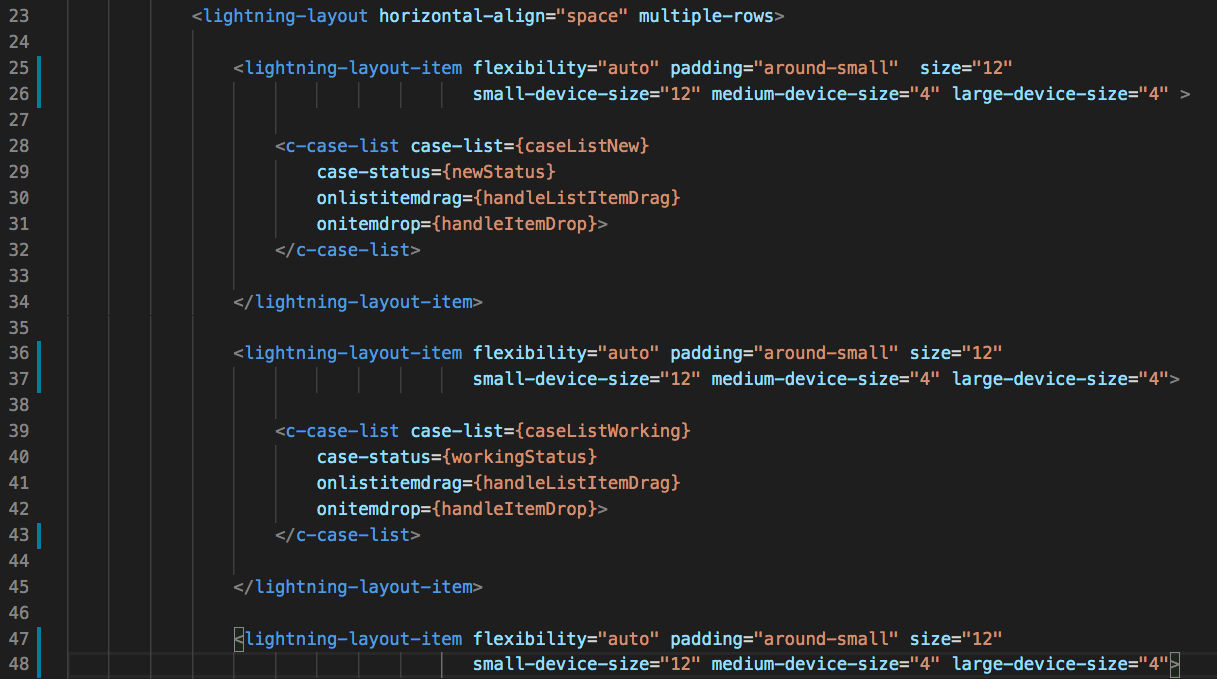 23 <lightning-layout horizontal-align="space" multiple-rows>
24
25 <lightning-layout-item flexibility="auto" padding="around-small"  size="12"
26 small-device-size="12" medium-device-size="4" large-device-size="4" >
27
28 <c-case-list case-list={caseListNew}
29 case-status={newStatus}
30 onlistitemdrag={handleListItemDrag}
31 onitemdrop={handleItemDrop}>
32 </c-case-list>
33
34 </lightning-layout-item>
35
36 <lightning-layout-item flexibility="auto" padding="around-small" size="12"
37 small-device-size="12" medium-device-size="4" large-device-size="4">
38
39 <c-case-list case-list={caseListWorking}
40 case-status={workingStatus}
41 onlistitemdrag={handleListItemDrag}
42 onitemdrop={handleItemDrop}>
43 </c-case-list>
44
45 </lightning-layout-item>
46
47 <lightning-layout-item flexibility="auto" padding="around-small" size="12"
48 small-device-size="12" medium-device-size="4" large-device-size="4">